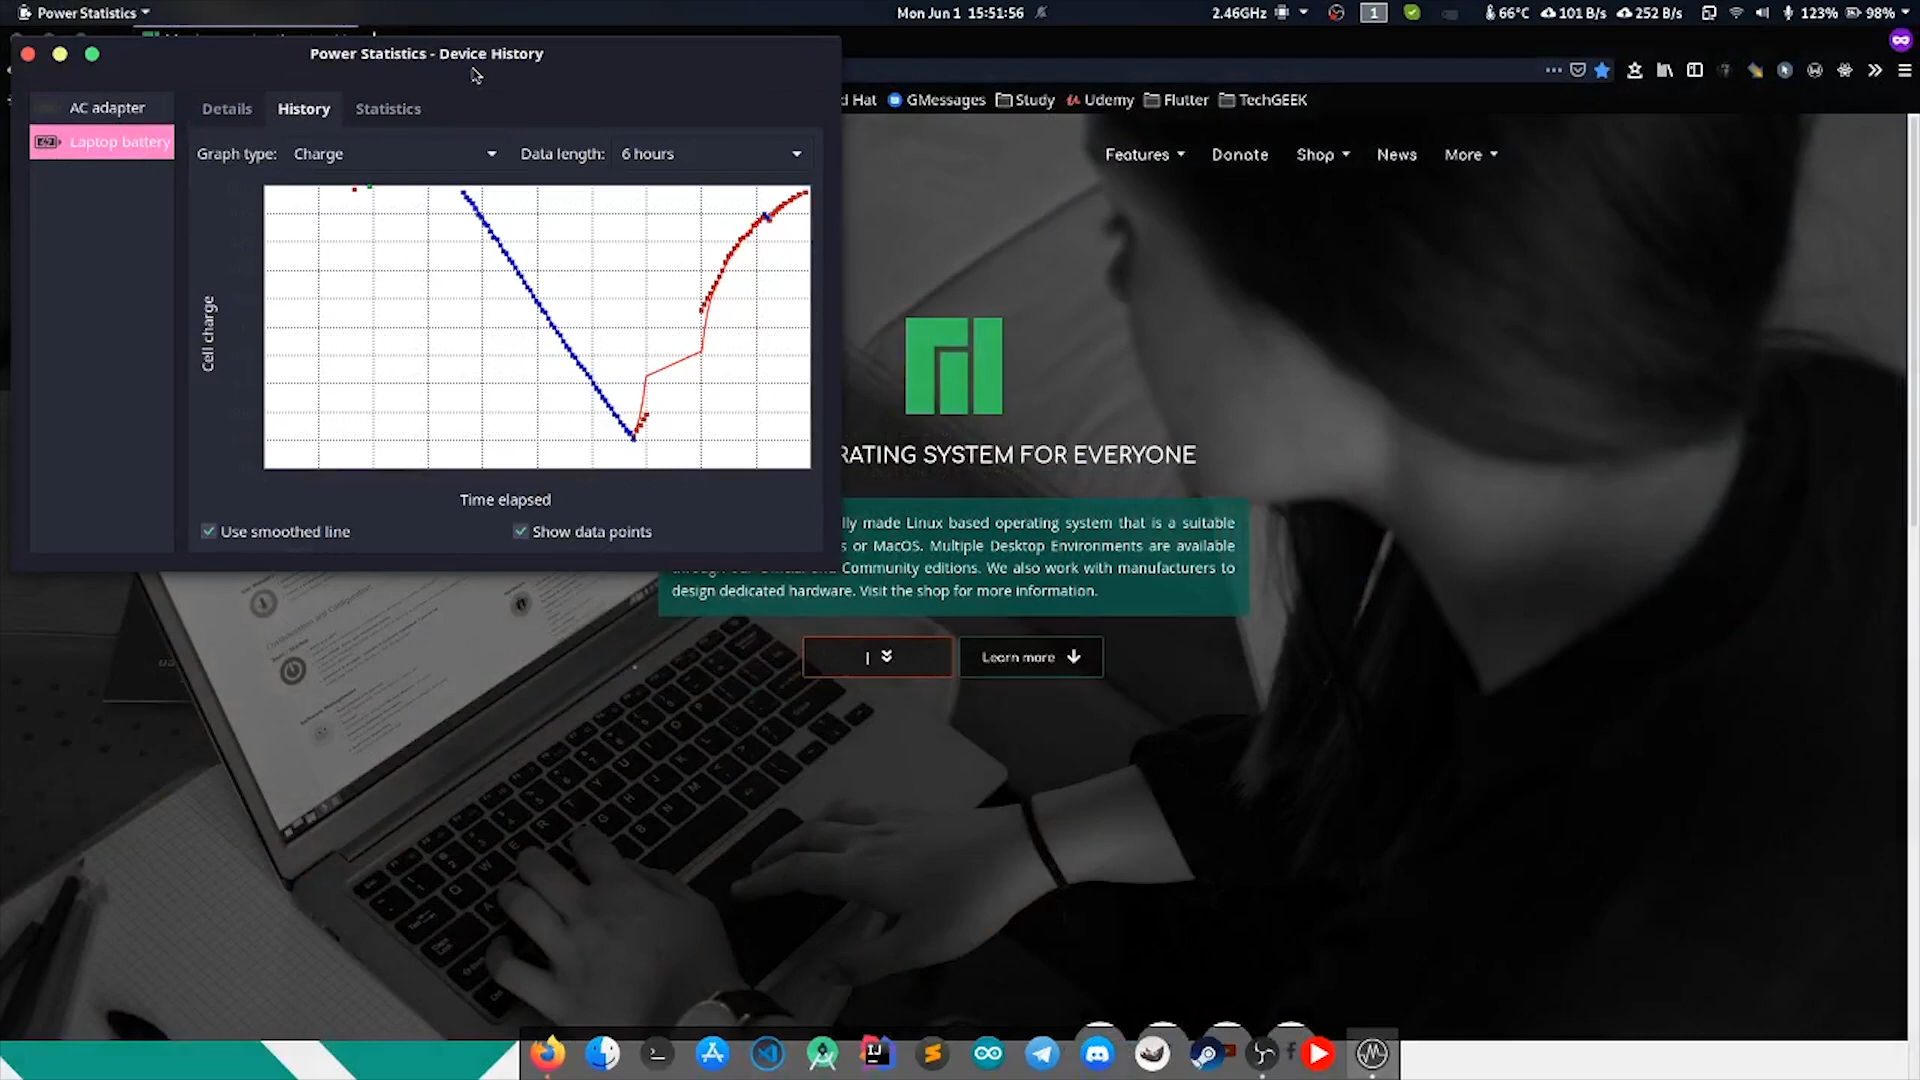 Power Statistics
Mon Jun 1 15:51:56
2.46GHz
1
66°C
101 B/s
252 B/s
123%
98%
Power Statistics - Device History
AC adapter
Laptop battery
Details
History
Statistics
Graph type:
Charge
Data length:
6 hours
Cell charge
Time elapsed
Use smoothed line
Show data points
d Hat
GMessages
Study
Udemy
Flutter
TechGEEK
Features
Donate
Shop
News
More
RATING SYSTEM FOR EVERYONE
lly made Linux based operating system that is a suitable
s or MacOS. Multiple Desktop Environments are available
Community editions. We also work with manufacturers to
design dedicated hardware. Visit the shop for more information.
|
Learn more
IJ